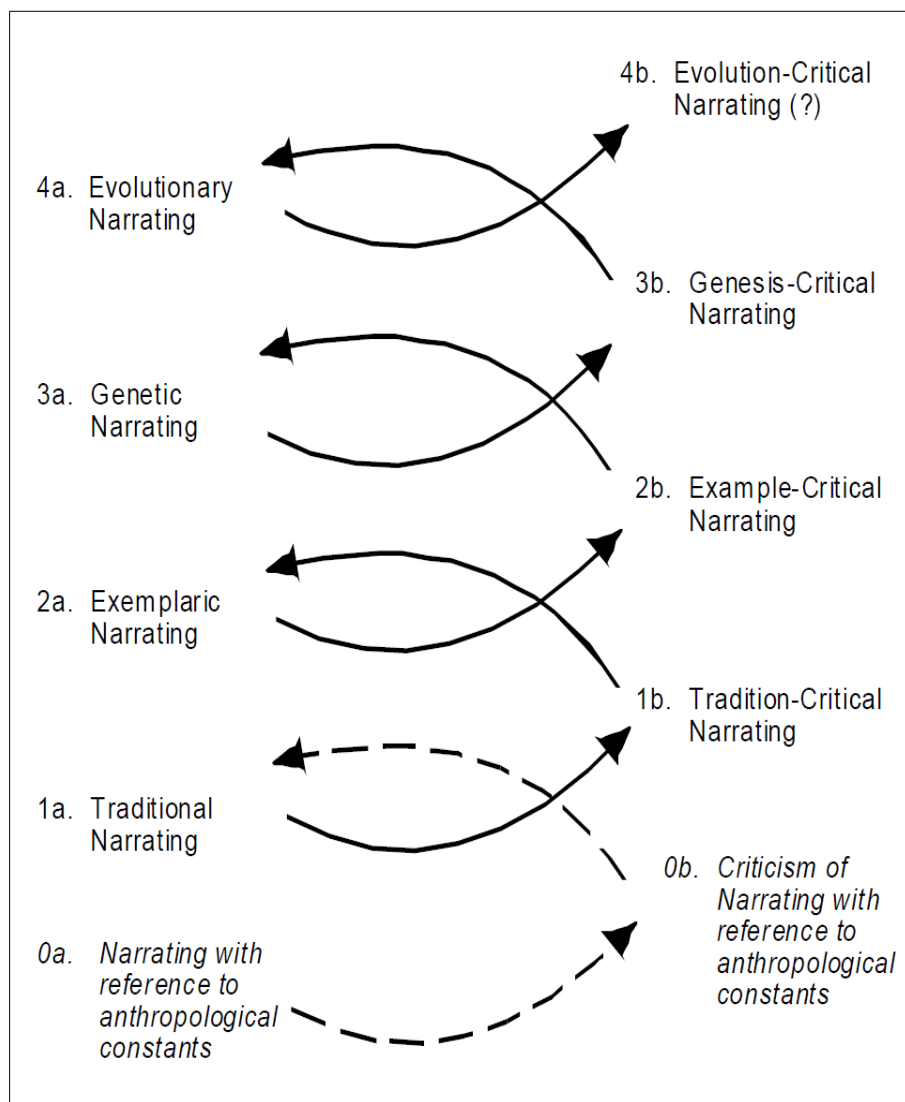 4b. Evolution-Critical
Narrating (?)
4a. Evolutionary
Narrating
3b. Genesis-Critical
Narrating
3a. Genetic
Narrating
2b. Example-Critical
Narrating
2a. Exemplaric
Narrating
1b. Tradition-Critical
Narrating
1a. Traditional
Narrating
0b. Criticism of
Narrating with
reference to
anthropological
constants
0a. Narrating with
reference to
anthropological
constants